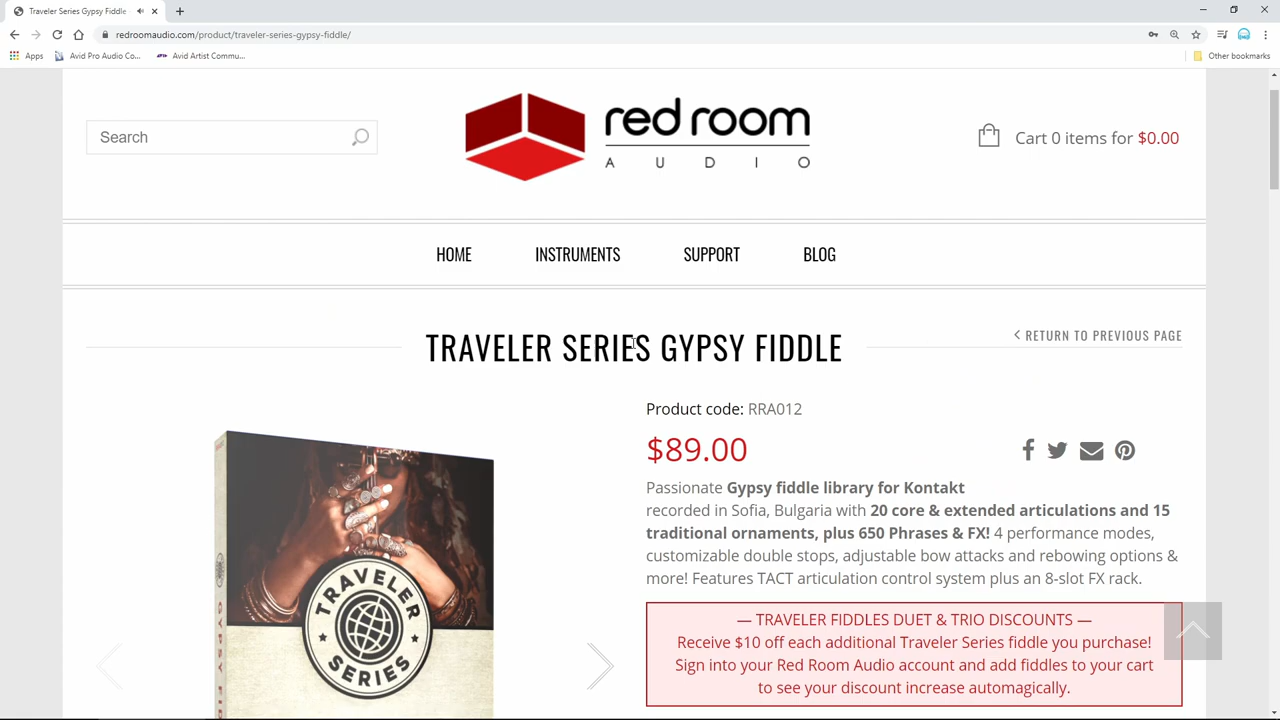 Traveler Series Gypsy Fiddle
redroomaudio.com/product/traveler-series-gypsy-fiddle/
Apps
Avid Pro Audio Co...
Avid Artist Commu...
Other bookmarks
Search
red room
AUDIO
Cart 0 items for $0.00
HOME
INSTRUMENTS
SUPPORT
BLOG
TRAVELER SERIES GYPSY FIDDLE
< RETURN TO PREVIOUS PAGE
Product code: RRA012
$89.00
Passionate Gypsy fiddle library for Kontakt
recorded in Sofia, Bulgaria with 20 core & extended articulations and 15
traditional ornaments, plus 650 Phrases & FX! 4 performance modes,
customizable double stops, adjustable bow attacks and rebowing options &
more! Features TACT articulation control system plus an 8-slot FX rack.
— TRAVELER FIDDLES DUET & TRIO DISCOUNTS —
Receive $10 off each additional Traveler Series fiddle you purchase!
Sign into your Red Room Audio account and add fiddles to your cart
to see your discount increase automagically.
TRAVELER
SERIES